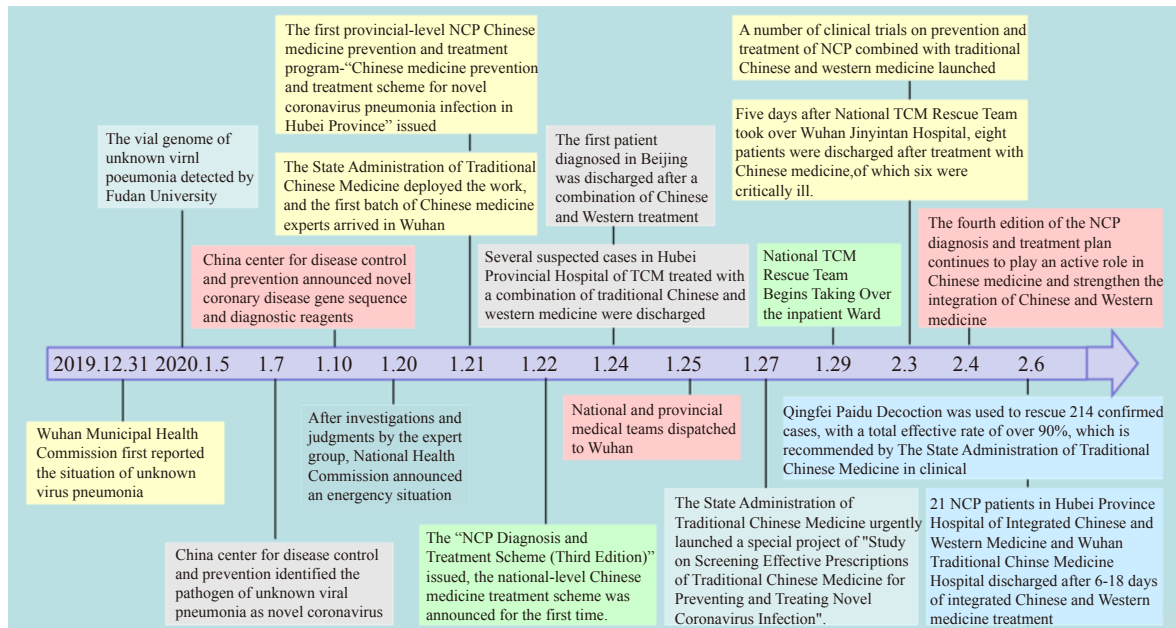 The first provincial-level NCP Chinese
medicine prevention and treatment
program-“Chinese medicine prevention
and treatment scheme for novel
coronavirus pneumonia infection in
Hubei Province” issued
A number of clinical trials on prevention and
treatment of NCP combined with traditional
Chinese and western medicine launched
Five days after National TCM Rescue Team
took over Wuhan Jinyintan Hospital, eight
patients were discharged after treatment with
Chinese medicine,of which six were
critically ill.
The vial genome of
unknown virnl
poeumonia detected by
Fudan University
The first patient
diagnosed in Beijing
was discharged after a
combination of Chinese
and Western treatment
The State Administration of Traditional
Chinese Medicine deployed the work,
and the first batch of Chinese medicine
experts arrived in Wuhan
The fourth edition of the NCP
diagnosis and treatment plan
continues to play an active role in
Chinese medicine and strengthen the
integration of Chinese and Western
medicine
China center for disease control
and prevention announced novel
coronary disease gene sequence
and diagnostic reagents
Several suspected cases in Hubei
Provincial Hospital of TCM treated with
a combination of traditional Chinese and
western medicine were discharged
National TCM
Rescue Team
Begins Taking Over
the inpatient Ward
2019.12.31 2020.1.5 1.7 1.10 1.20 1.21 1.22 1.24 1.25 1.27 1.29 2.3 2.4 2.6
Wuhan Municipal Health
Commission first reported
the situation of unknown
virus pneumonia
After investigations and
judgments by the expert
group, National Health
Commission announced
an energency situation
National and provincial
medical teams dispatched
to Wuhan
Qingfei Paidu Decoction was used to rescue 214 confirmed
cases, with a total effective rate of over 90%, which is
recommended by The State Administration of Traditional
Chinese Medicine in clinical
China center for disease control
and prevention identified the
pathogen of unknown viral
pneumonia as novel coronavirus
The “NCP Diagnosis and
Treatment Scheme (Third Edition)”
issued, the national-level Chinese
medicine treatment scheme was
announced for the first time.
The State Administration of
Traditional Chinese Medicine urgently
launched a special project of "Study
on Screening Effective Prescriptions
of Traditional Chinese Medicine for
Preventing and Treating Novel
Coronavirus Infection".
21 NCP patients in Hubei Province
Hospital of Integrated Chinese and
Western Medicine and Wuhan
Traditional Chinse Medicine
Hospital discharged after 6-18 days
of integrated Chinese and Western
medicine treatment